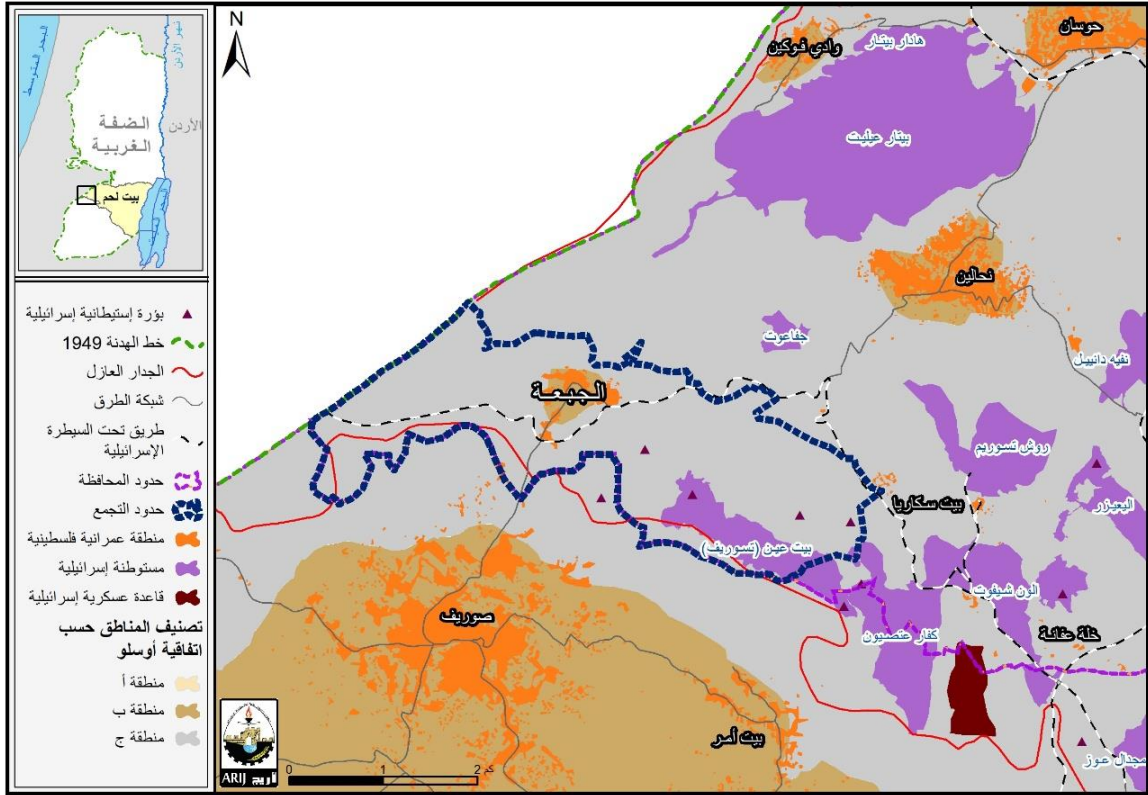 نهر الأردن
البحر المتوسط
الضفة
الغربية
الأردن
بيت لحم
بؤرة إستيطانية إسرائيلية
خط الهدنة 1949
الجدار العازل
شبكة الطرق
طريق تحت السيطرة
الإسرائيلية
حدود المحافظة
حدود التجمع
منطقة عمرانية فلسطينية
مستوطنة إسرائيلية
قاعدة عسكرية إسرائيلية
تصنيف المناطق حسب
اتفاقية أوسلو
منطقة أ
منطقة ب
منطقة ج
N
حوسان
هادار بيتار
وادي فوكين
بيتار عيليت
نحالين
جفاعوت
نفيه دانييل
الجبعة
روش تسوريم
اليعيزر
بيت سكاريا
بيت عين (تسوريف)
الون شيفوت
كفار عتصيون
خلة عفانة
صوريف
بيت أمر
مجدال عوز
ARIJ أريج
0 1 2 كم